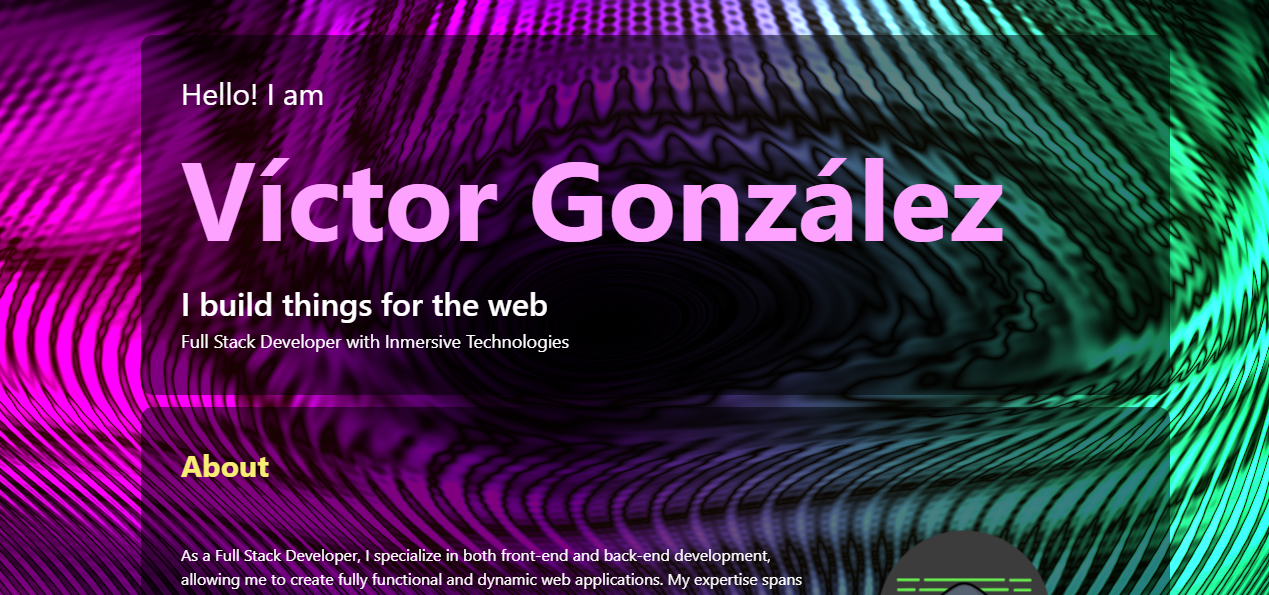 Hello! I am
Víctor González
I build things for the web
Full Stack Developer with Inmersive Technologies
About
As a Full Stack Developer, I specialize in both front-end and back-end development,
allowing me to create fully functional and dynamic web applications. My expertise spans